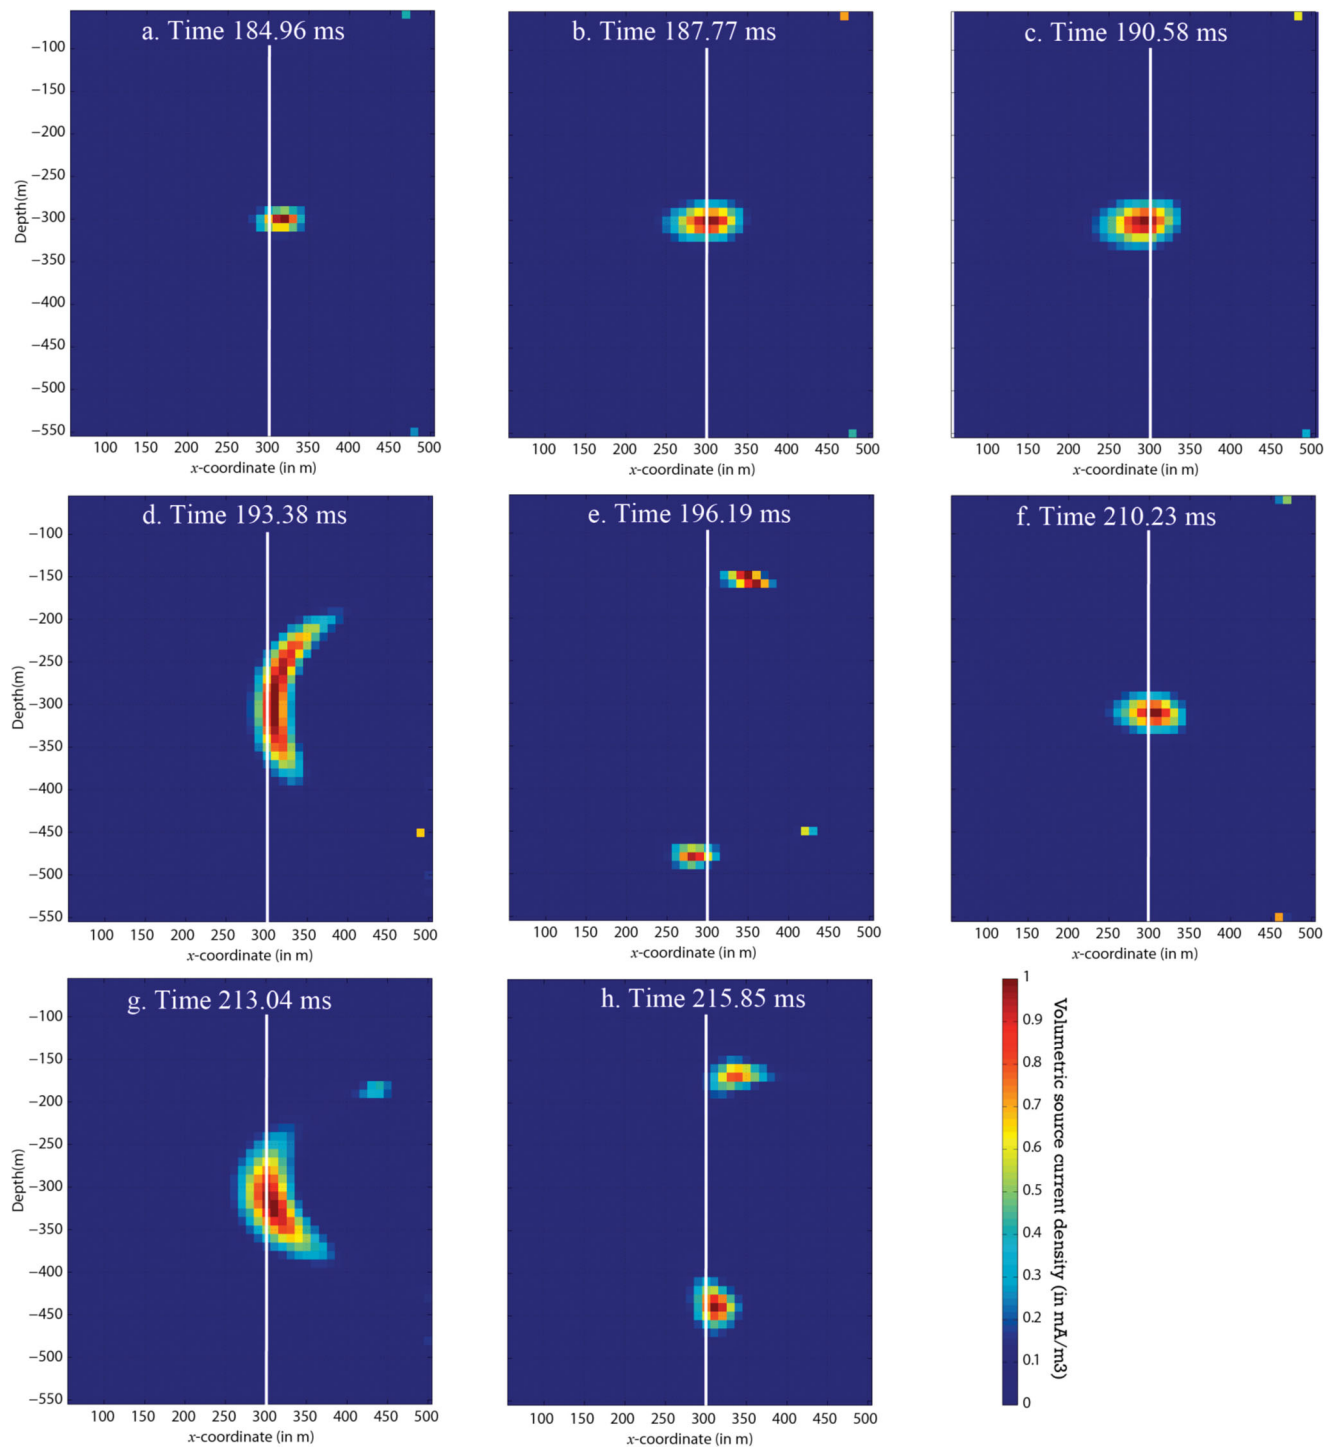 a. Time 184.96 ms
b. Time 187.77 ms
c. Time 190.58 ms
Depth(m)
−100
−150
−200
−250
−300
−350
−400
−450
−500
−550
100 150 200 250 300 350 400 450 500
100 150 200 250 300 350 400 450 500
100 150 200 250 300 350 400 450 500
x-coordinate (in m)
x-coordinate (in m)
x-coordinate (in m)
d. Time 193.38 ms
e. Time 196.19 ms
f. Time 210.23 ms
Depth(m)
−100
−150
−200
−250
−300
−350
−400
−450
−500
−550
100 150 200 250 300 350 400 450 500
100 150 200 250 300 350 400 450 500
100 150 200 250 300 350 400 450 500
x-coordinate (in m)
x-coordinate (in m)
x-coordinate (in m)
g. Time 213.04 ms
h. Time 215.85 ms
Depth(m)
−100
−150
−200
−250
−300
−350
−400
−450
−500
−550
100 150 200 250 300 350 400 450 500
100 150 200 250 300 350 400 450 500
x-coordinate (in m)
x-coordinate (in m)
1
0.9
0.8
0.7
0.6
0.5
0.4
0.3
0.2
0.1
0
Volumetric source current density (in mA/m3)